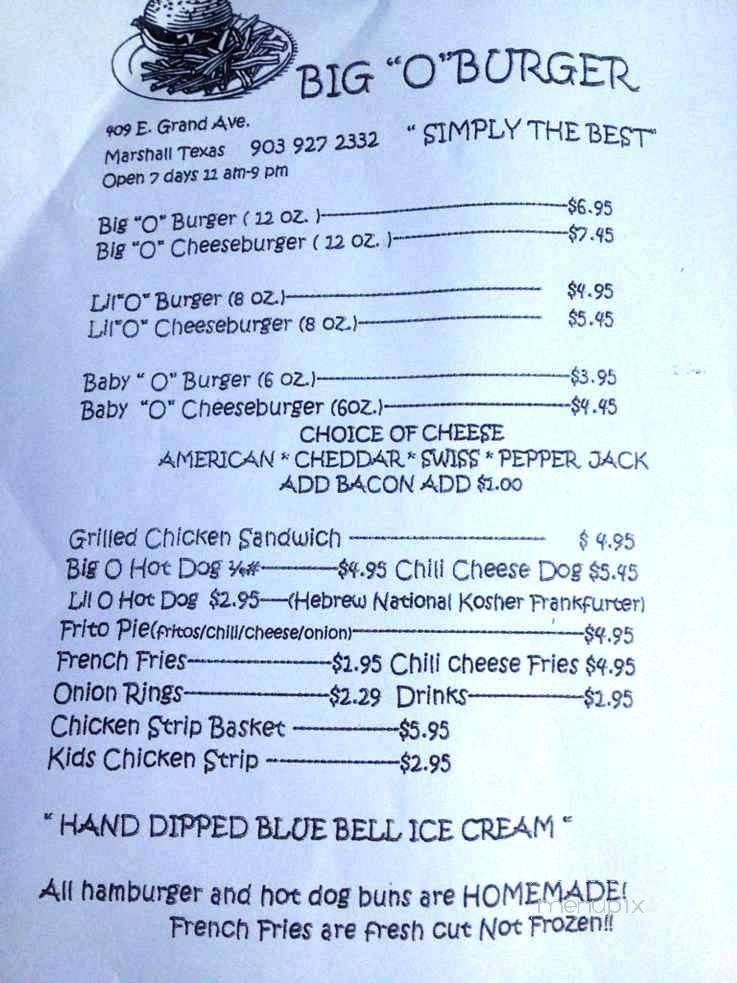 BIG "O" BURGER
409 E. Grand Ave.
Marshall Texas 903 927 2332 " SIMPLY THE BEST"
Open 7 days 11 am-9 pm
Big "O" Burger ( 12 oz. )--------$6.95
Big "O" Cheeseburger ( 12 oz. )--------$7.45
Lil"O" Burger (8 oz.)-------- $4.95
Lil"O" Cheeseburger (8 oz.)-------- $5.45
Baby " O" Burger (6 oz.)--------$3.95
Baby "O" Cheeseburger (6oz.)--------$4.45
CHOICE OF CHEESE
AMERICAN * CHEDDAR * SWISS * PEPPER JACK
ADD BACON ADD $1.00
Grilled Chicken Sandwich -------- $ 4.95
Big O Hot Dog ¼#--------$4.95 Chili Cheese Dog $5.45
Lil O Hot Dog $2.95----(Hebrew National Kosher Frankfurter)
Frito Pie(fritos/chili/cheese/onion)--------$4.95
French Fries--------$1.95 Chili cheese Fries $4.95
Onion Rings--------$2.29 Drinks--------$1.95
Chicken Strip Basket --------$5.95
Kids Chicken Strip --------$2.95
" HAND DIPPED BLUE BELL ICE CREAM "
All hamburger and hot dog buns are HOMEMADE!
menupix
French Fries are fresh cut Not Frozen!!